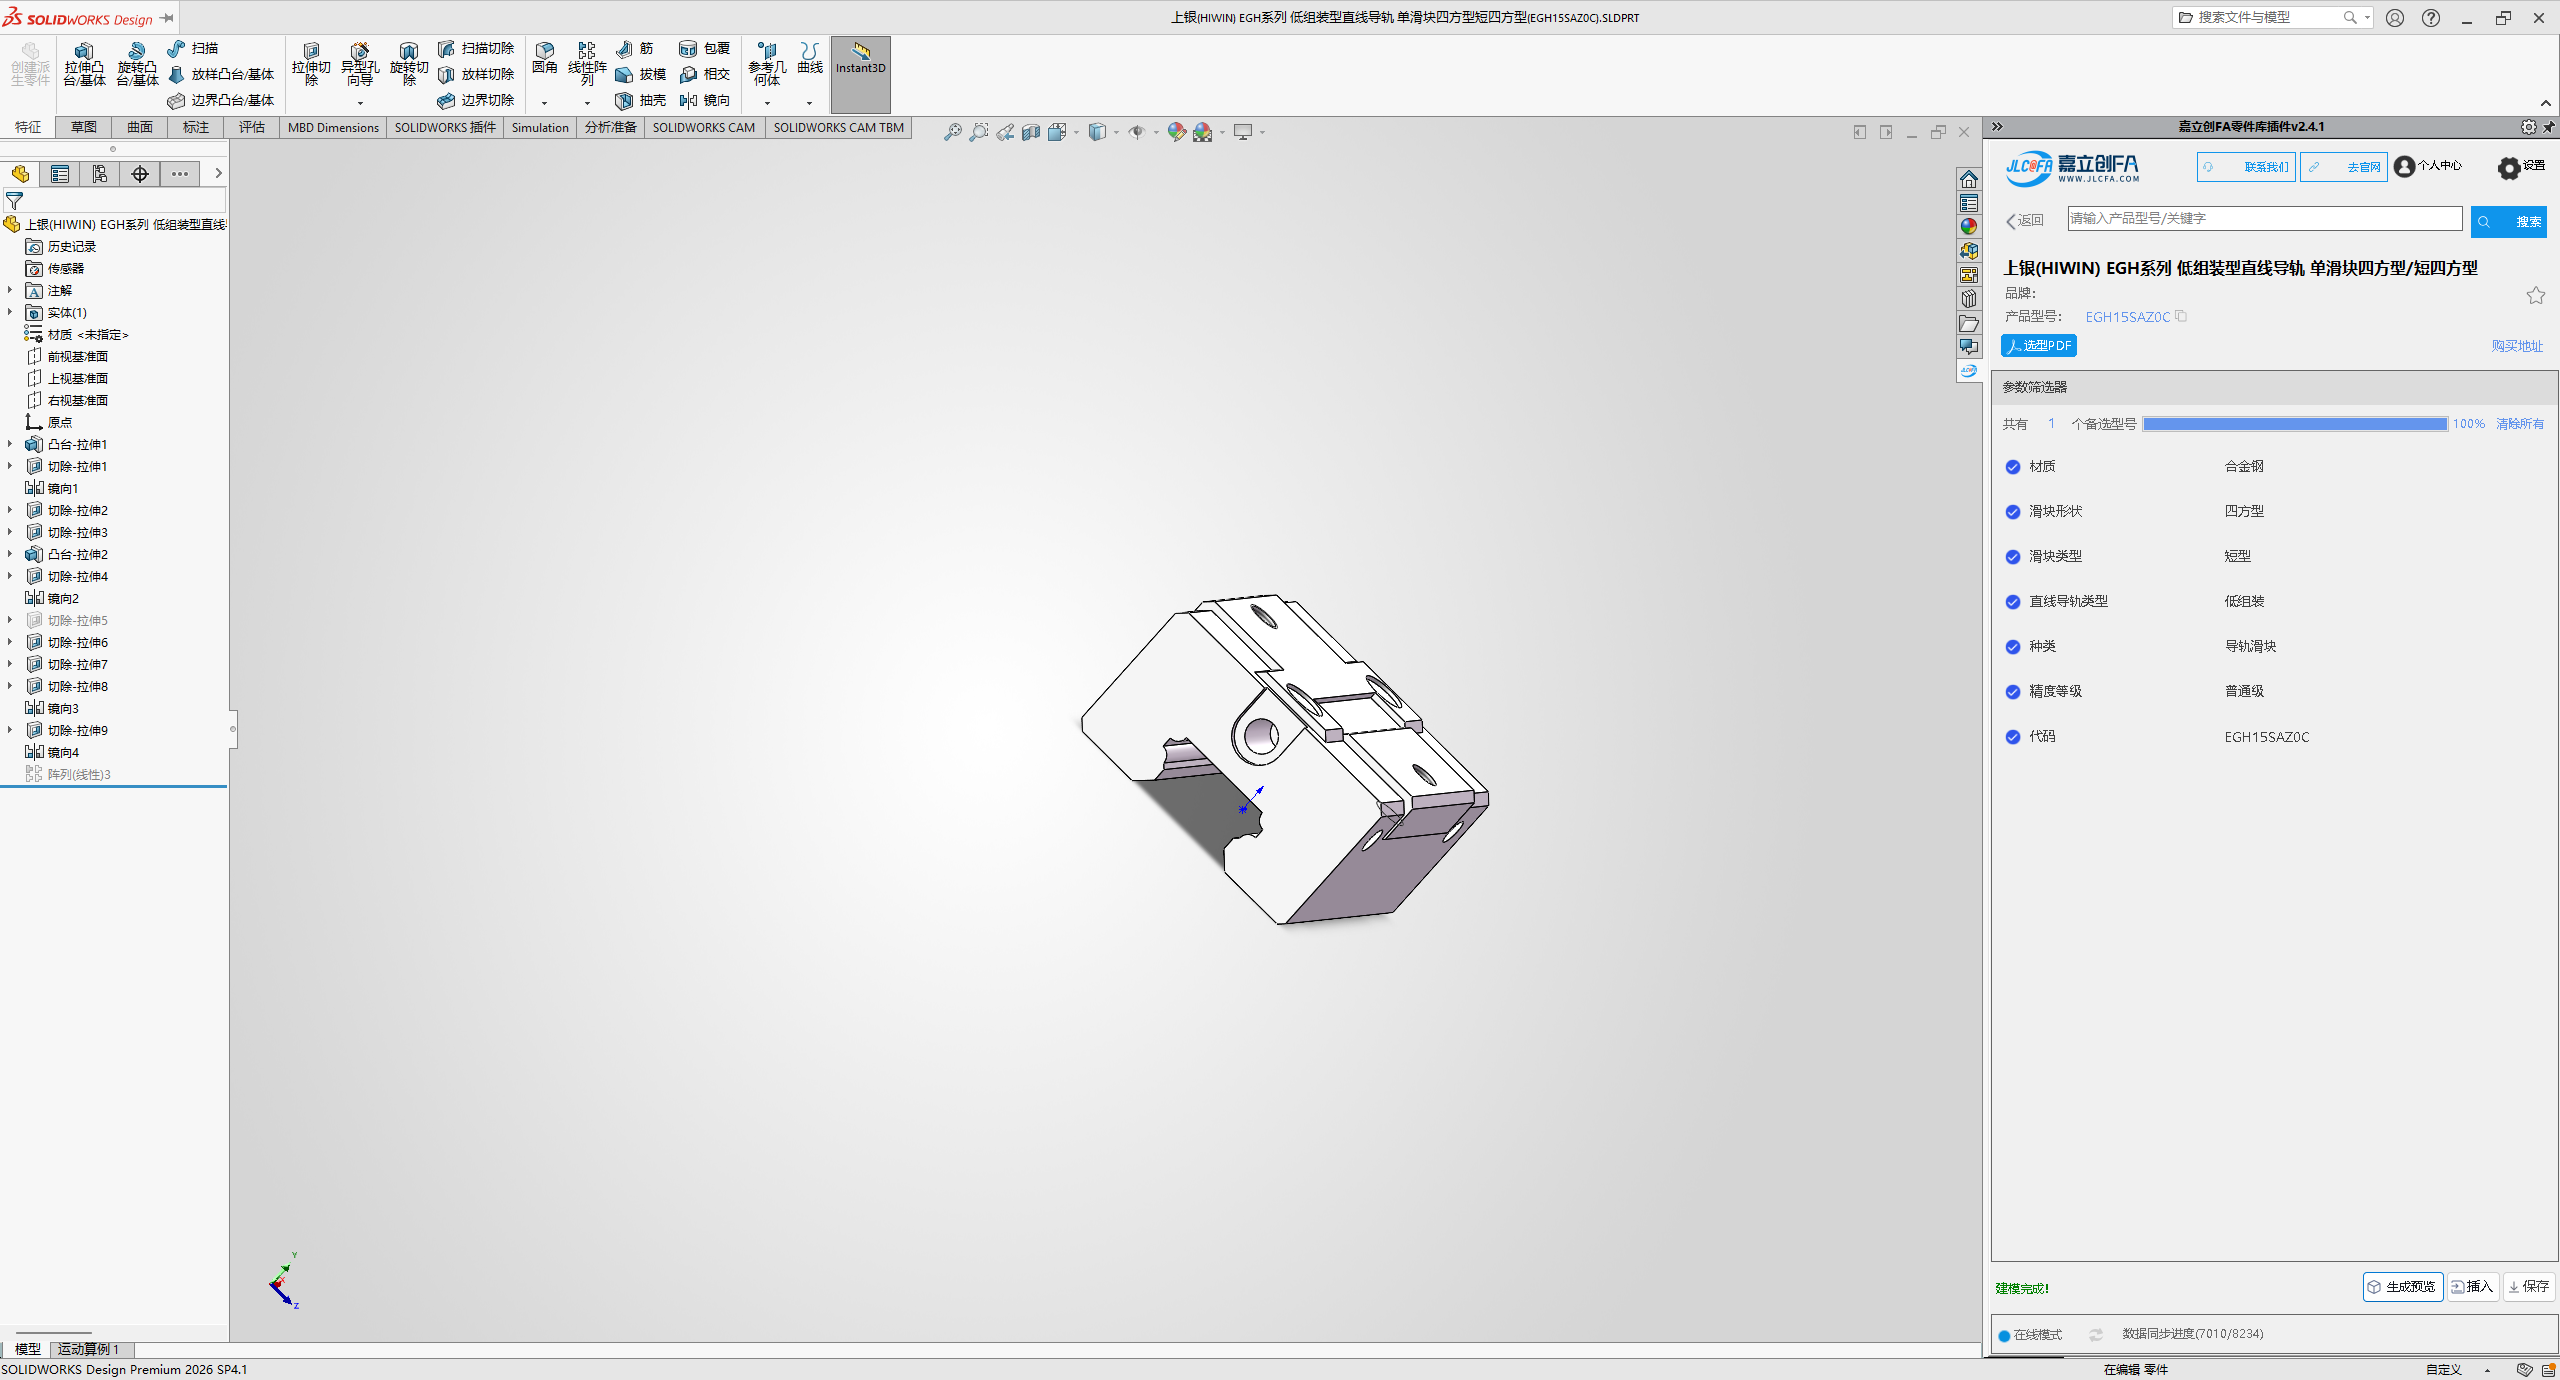 SOLIDWORKS Design
上银(HIWIN) EGH系列 低组装型直线导轨 单滑块四方型短四方型(EGH15SAZ0C).SLDPRT
搜索文件与模型
创建派生零件
拉伸凸台/基体
旋转凸台/基体
扫描
放样凸台/基体
边界凸台/基体
拉伸切除
异型孔向导
旋转切除
扫描切除
放样切除
边界切除
圆角
线性阵列
筋
拔模
抽壳
包覆
相交
镜向
参考几何体
曲线
Instant3D
特征 草图 曲面 标注 评估 MBD Dimensions SOLIDWORKS 插件 Simulation 分析准备 SOLIDWORKS CAM SOLIDWORKS CAM TBM
上银(HIWIN) EGH系列 低组装型直线
历史记录
传感器
注解
实体(1)
材质 <未指定>
前视基准面
上视基准面
右视基准面
原点
凸台-拉伸1
切除-拉伸1
镜向1
切除-拉伸2
切除-拉伸3
凸台-拉伸2
切除-拉伸4
镜向2
切除-拉伸5
切除-拉伸6
切除-拉伸7
切除-拉伸8
镜向3
切除-拉伸9
镜向4
阵列(线性)3
Y
X
Z
嘉立创FA零件库插件v2.4.1
JLC@FA 嘉立创FA
WWW.JLCFA.COM
联系我们 去官网 个人中心 设置
返回 请输入产品型号/关键字 搜索
上银(HIWIN) EGH系列 低组装型直线导轨 单滑块四方型/短四方型
品牌：
产品型号： EGH15SAZ0C
选型PDF 购买地址
参数筛选器
共有 1 个备选型号 100% 清除所有
材质 合金钢
滑块形状 四方型
滑块类型 短型
直线导轨类型 低组装
种类 导轨滑块
精度等级 普通级
代码 EGH15SAZ0C
建模完成! 生成预览 插入 保存
在线模式 数据同步进度(7010/8234)
模型 运动算例 1
SOLIDWORKS Design Premium 2026 SP4.1 在编辑 零件 自定义